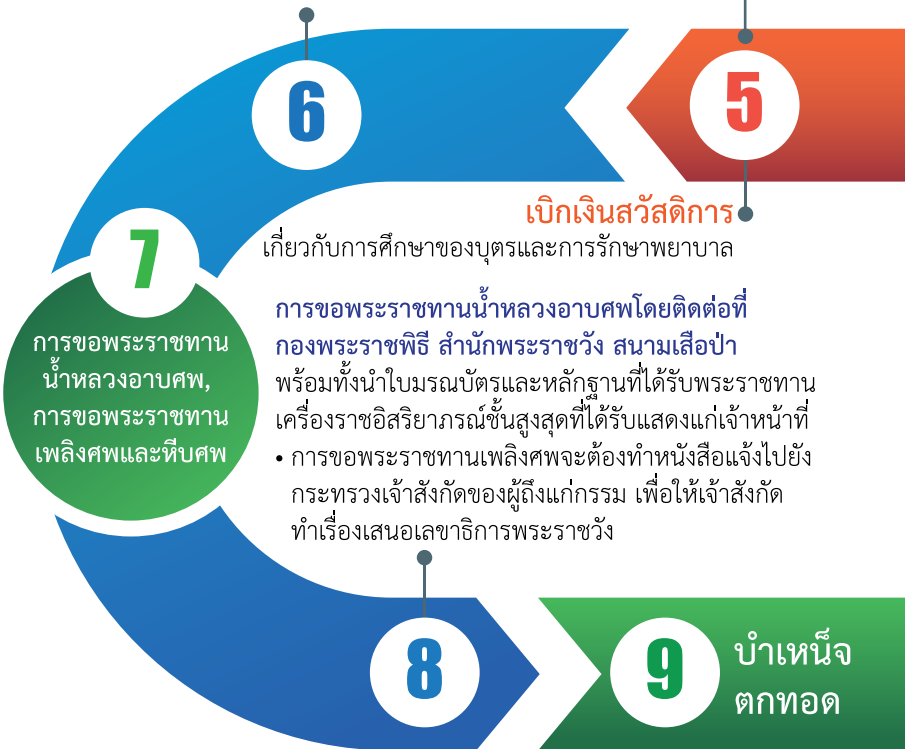 6
5
เบิกเงินสวัสดิการ
เกี่ยวกับการศึกษาของบุตรและการรักษาพยาบาล
7
การขอพระราชทาน
น้ำหลวงอาบศพ,
การขอพระราชทาน
เพลิงศพและหีบศพ
การขอพระราชทานน้ำหลวงอาบศพโดยติดต่อที่
กองพระราชพิธี สำนักพระราชวัง สนามเสือป่า
พร้อมทั้งนำใบมรณบัตรและหลักฐานที่ได้รับพระราชทาน
เครื่องราชอิสริยาภรณ์ชั้นสูงสุดที่ได้รับแสดงแก่เจ้าหน้าที่
• การขอพระราชทานเพลิงศพจะต้องทำหนังสือแจ้งไปยัง
กระทรวงเจ้าสังกัดของผู้ถึงแก่กรรม เพื่อให้เจ้าสังกัด
ทำเรื่องเสนอเลขาธิการพระราชวัง
8
9
บำเหน็จ
ตกทอด